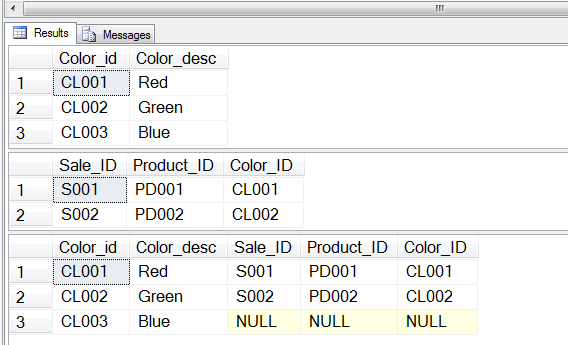 Results Messages
Color_id Color_desc
1 CL001 Red
2 CL002 Green
3 CL003 Blue
Sale_ID Product_ID Color_ID
1 S001 PD001 CL001
2 S002 PD002 CL002
Color_id Color_desc Sale_ID Product_ID Color_ID
1 CL001 Red S001 PD001 CL001
2 CL002 Green S002 PD002 CL002
3 CL003 Blue NULL NULL NULL